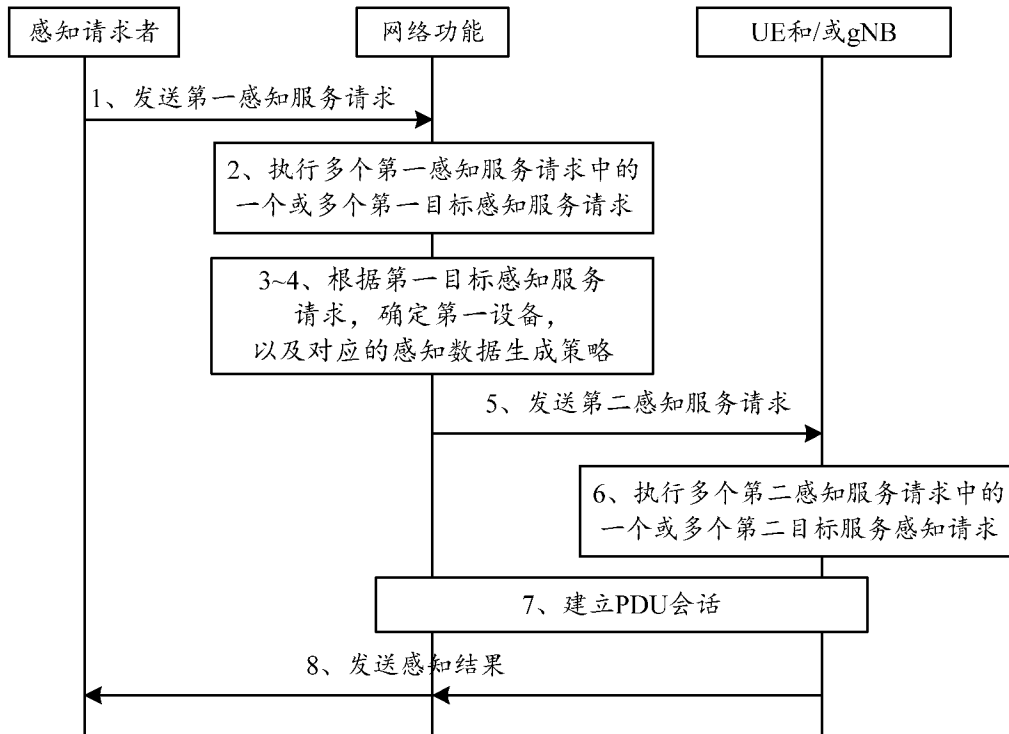 感知请求者
网络功能
UE和/或gNB
1、发送第一感知服务请求
2、执行多个第一感知服务请求中的
一个或多个第一目标感知服务请求
3~4、根据第一目标感知服务
请求，确定第一设备，
以及对应的感知数据生成策略
5、发送第二感知服务请求
6、执行多个第二感知服务请求中的
一个或多个第二目标服务感知请求
7、建立PDU会话
8、发送感知结果